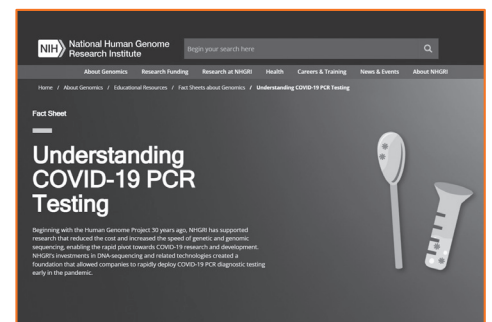 NIH National Human Genome
Research Institute
Begin your search here
About Genomics Research Funding Research at NHGRI Health Careers & Training News & Events About NHGRI
Home / About Genomics / Educational Resources / Fact Sheets about Genomics / Understanding COVID-19 PCR Testing
Fact Sheet
Understanding
COVID-19 PCR
Testing
Beginning with the Human Genome Project 30 years ago, NHGRI has supported
research that reduced the cost and increased the speed of genetic and genomic
sequencing, enabling the rapid pivot towards COVID-19 research and development.
NHGRI's investments in DNA-sequencing and related technologies created a
foundation that allowed companies to rapidly deploy COVID-19 PCR diagnostic testing
early in the pandemic.